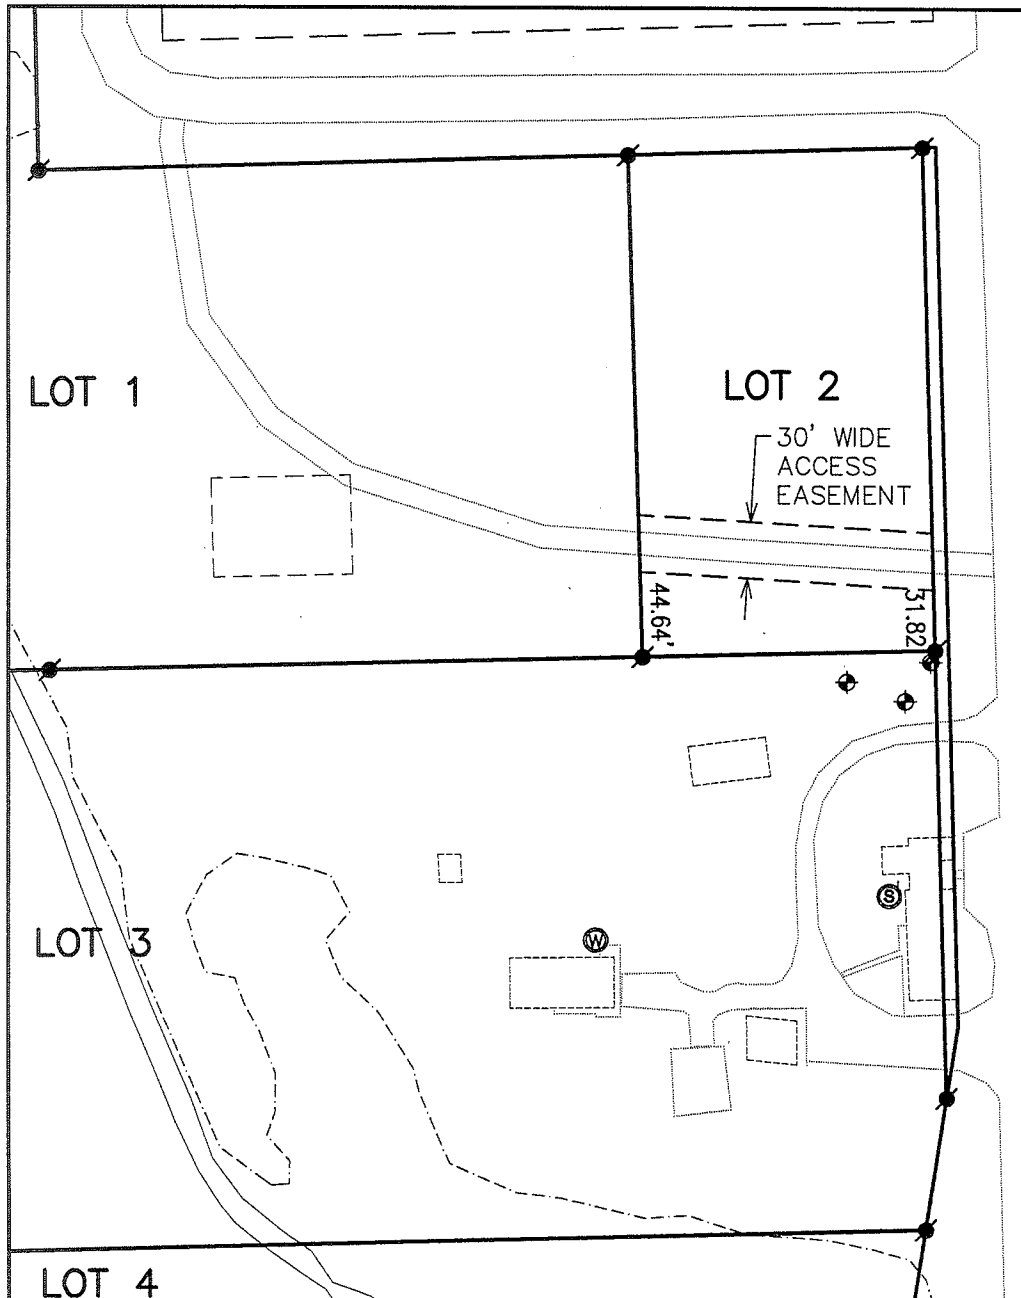 LOT 1
LOT 2
30' WIDE
ACCESS
EASEMENT
44.64'
31.82
LOT 3
W
S
LOT 4